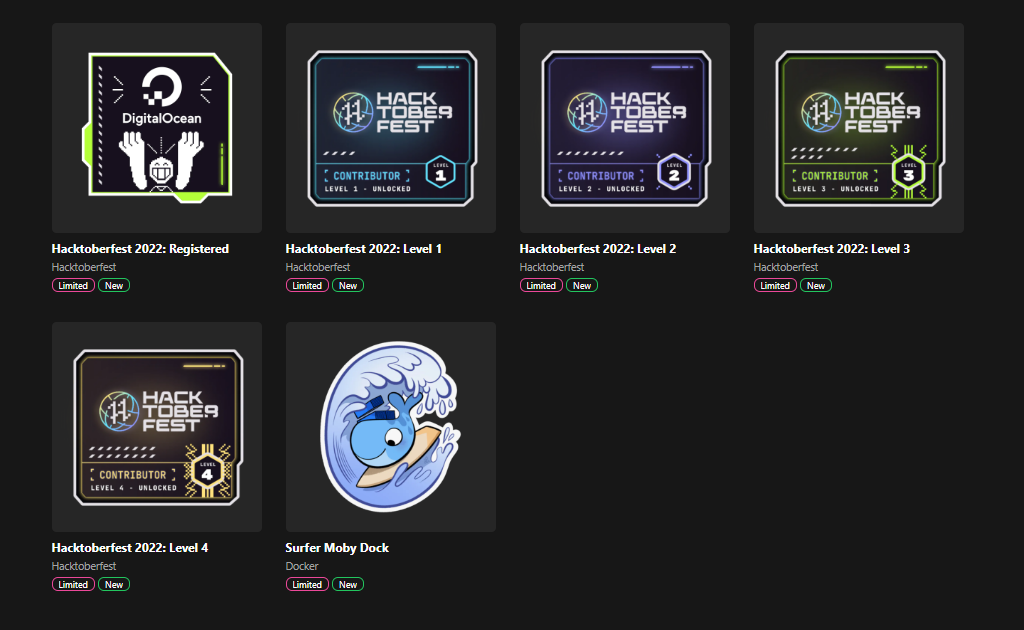 DigitalOcean
Hacktoberfest 2022: Registered
Hacktoberfest
Limited New
HACK
TOBER
FEST
CONTRIBUTOR
LEVEL 1 - UNLOCKED
LEVEL
1
Hacktoberfest 2022: Level 1
Hacktoberfest
Limited New
HACK
TOBER
FEST
CONTRIBUTOR
LEVEL 2 - UNLOCKED
LEVEL
2
Hacktoberfest 2022: Level 2
Hacktoberfest
Limited New
HACK
TOBER
FEST
CONTRIBUTOR
LEVEL 3 - UNLOCKED
LEVEL
3
Hacktoberfest 2022: Level 3
Hacktoberfest
Limited New
HACK
TOBER
FEST
CONTRIBUTOR
LEVEL 4 - UNLOCKED
LEVEL
4
Hacktoberfest 2022: Level 4
Hacktoberfest
Limited New
Surfer Moby Dock
Docker
Limited New